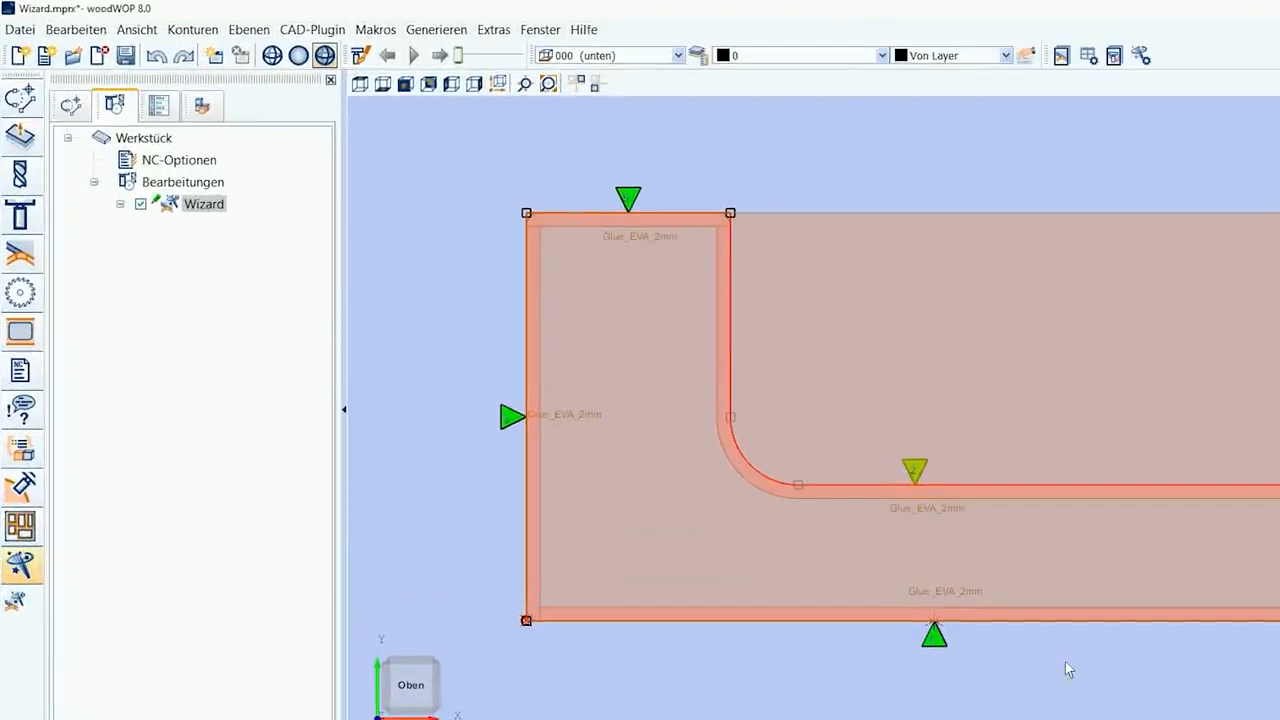 Wizard.mprx*- woodWOP 8.0
Datei Bearbeiten Ansicht Konturen Ebenen CAD-Plugin Makros Generieren Extras Fenster Hilfe
000 (unten) 0 Von Layer
Werkstück
NC-Optionen
Bearbeitungen
Wizard
Glue_EVA_2mm
Glue_EVA_2mm
2
Glue_EVA_2mm
Glue_EVA_2mm
Y
Oben
X